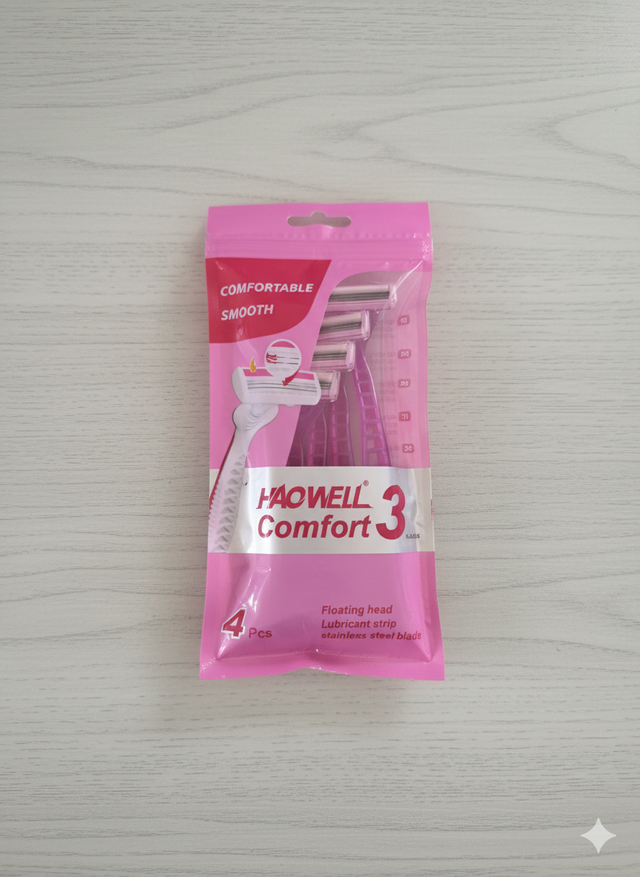 COMFORTABLE
SMOOTH
HAOWELL®
Comfort 3
4 Pcs
Floating head
Lubricant strip
stainless steel blade